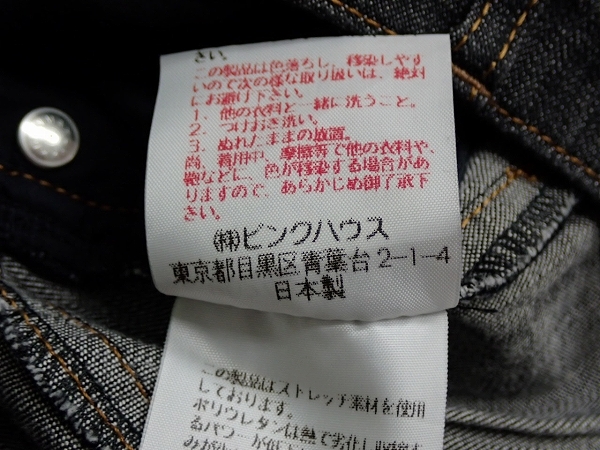 さい。
この製品は色落ちし、移染しやす
いので次の様な取り扱いは、絶対
にお避け下さい。
1、他の衣料と一緒に洗うこと。
2、つけおき洗い。
3、ぬれたままの放置。
尚、着用中、摩擦等で他の衣料や、
鞄などに、色が移染する場合があ
りますので、あらかじめ御了承下
さい。
㈱ピンクハウス
東京都目黒区青葉台2-1-4
日本製
この製品はストレッチ素材を使用
しております。
ポリウレタンは熱で劣化し収縮す
るパワーが低